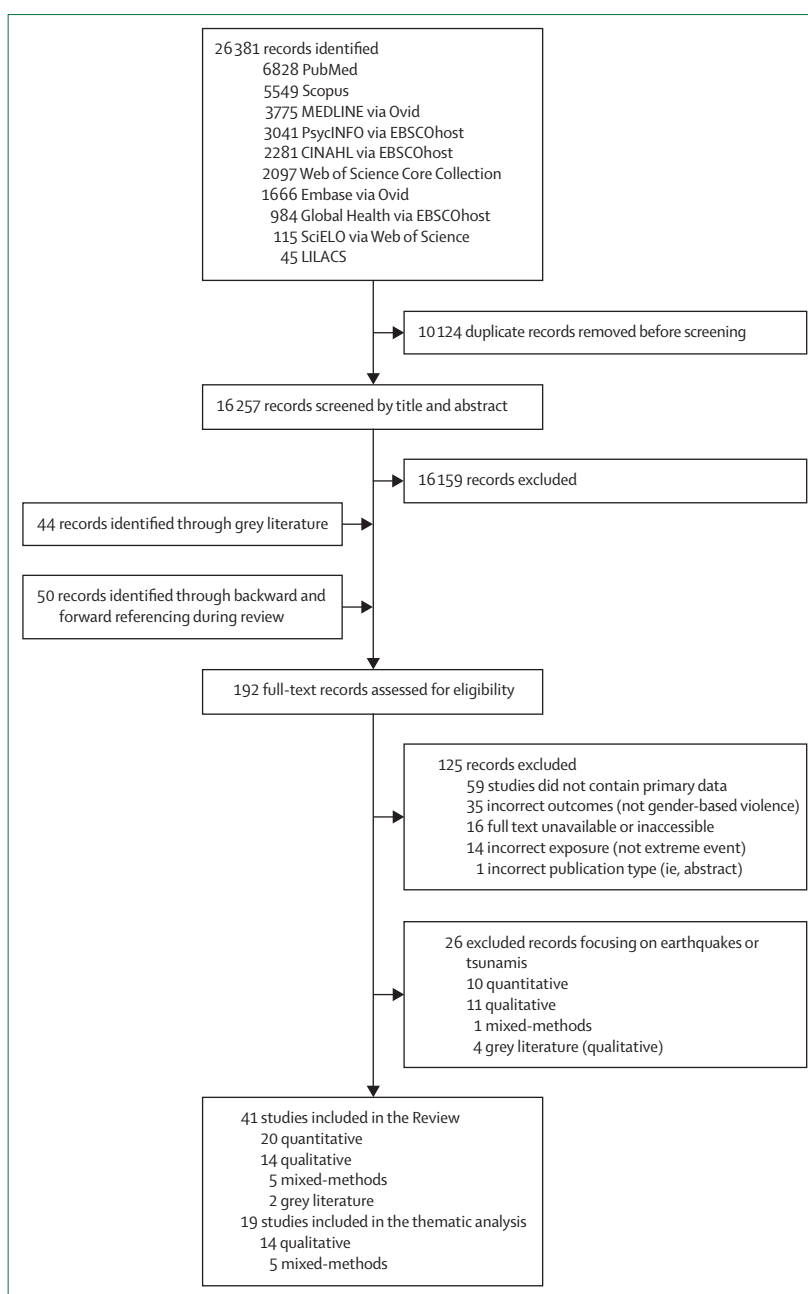 26 381 records identified
6828 PubMed
5549 Scopus
3775 MEDLINE via Ovid
3041 PsycINFO via EBSCOhost
2281 CINAHL via EBSCOhost
2097 Web of Science Core Collection
1666 Embase via Ovid
984 Global Health via EBSCOhost
115 SciELO via Web of Science
45 LILACS
10 124 duplicate records removed before screening
16 257 records screened by title and abstract
16 159 records excluded
44 records identified through grey literature
50 records identified through backward and
forward referencing during review
192 full-text records assessed for eligibility
125 records excluded
59 studies did not contain primary data
35 incorrect outcomes (not gender-based violence)
16 full text unavailable or inaccessible
14 incorrect exposure (not extreme event)
1 incorrect publication type (ie, abstract)
26 excluded records focusing on earthquakes or
tsunamis
10 quantitative
11 qualitative
1 mixed-methods
4 grey literature (qualitative)
41 studies included in the Review
20 quantitative
14 qualitative
5 mixed-methods
2 grey literature
19 studies included in the thematic analysis
14 qualitative
5 mixed-methods